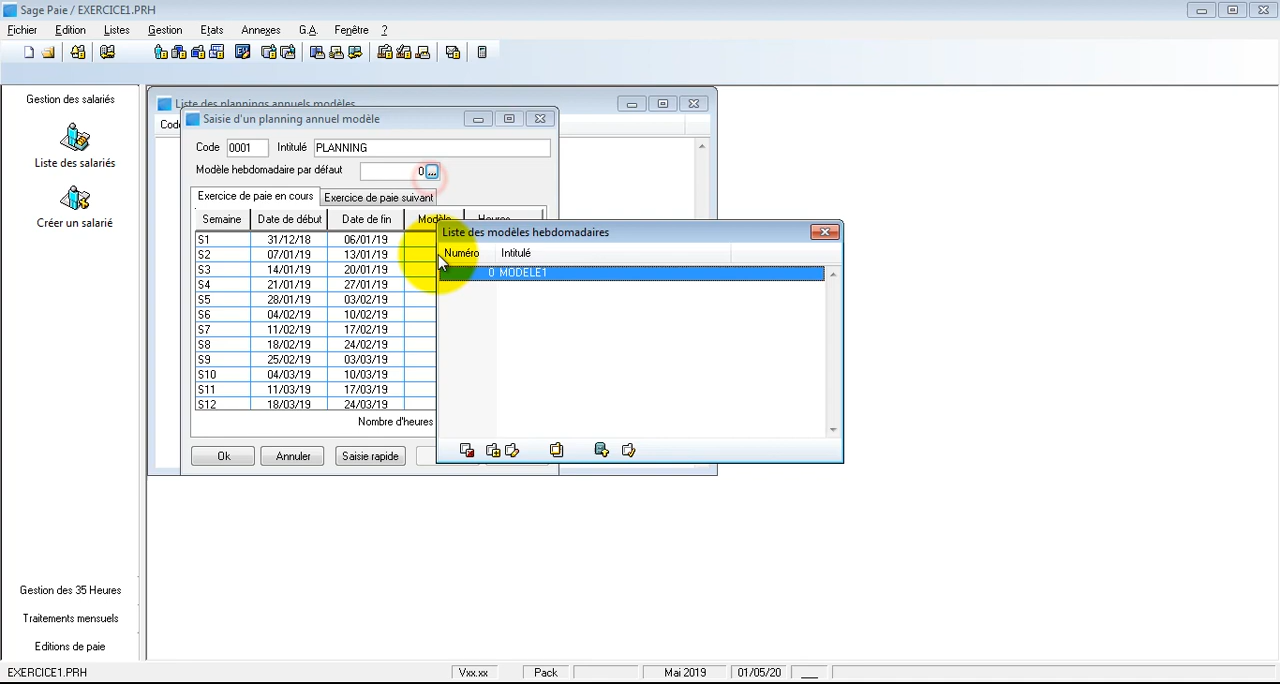 Sage Paie / EXERCICE1.PRH
Fichier Edition Listes Gestion Etats Annexes G.A. Fenêtre ?
Gestion des salariés
Liste des salariés
Créer un salarié
Gestion des 35 Heures
Traitements mensuels
Editions de paie
Liste des plannings annuels modèles
Code
Saisie d'un planning annuel modèle
Code 0001 Intitulé PLANNING
Modèle hebdomadaire par défaut 0 ...
Exercice de paie en cours Exercice de paie suivant
Semaine Date de début Date de fin Modèle Heures
S1 31/12/18 06/01/19
S2 07/01/19 13/01/19
S3 14/01/19 20/01/19
S4 21/01/19 27/01/19
S5 28/01/19 03/02/19
S6 04/02/19 10/02/19
S7 11/02/19 17/02/19
S8 18/02/19 24/02/19
S9 25/02/19 03/03/19
S10 04/03/19 10/03/19
S11 11/03/19 17/03/19
S12 18/03/19 24/03/19
Nombre d'heures
Ok Annuler Saisie rapide
Liste des modèles hebdomadaires
Numéro Intitulé
0 MODELE1
EXERCICE1.PRH Vxx.xx Pack Mai 2019 01/05/20